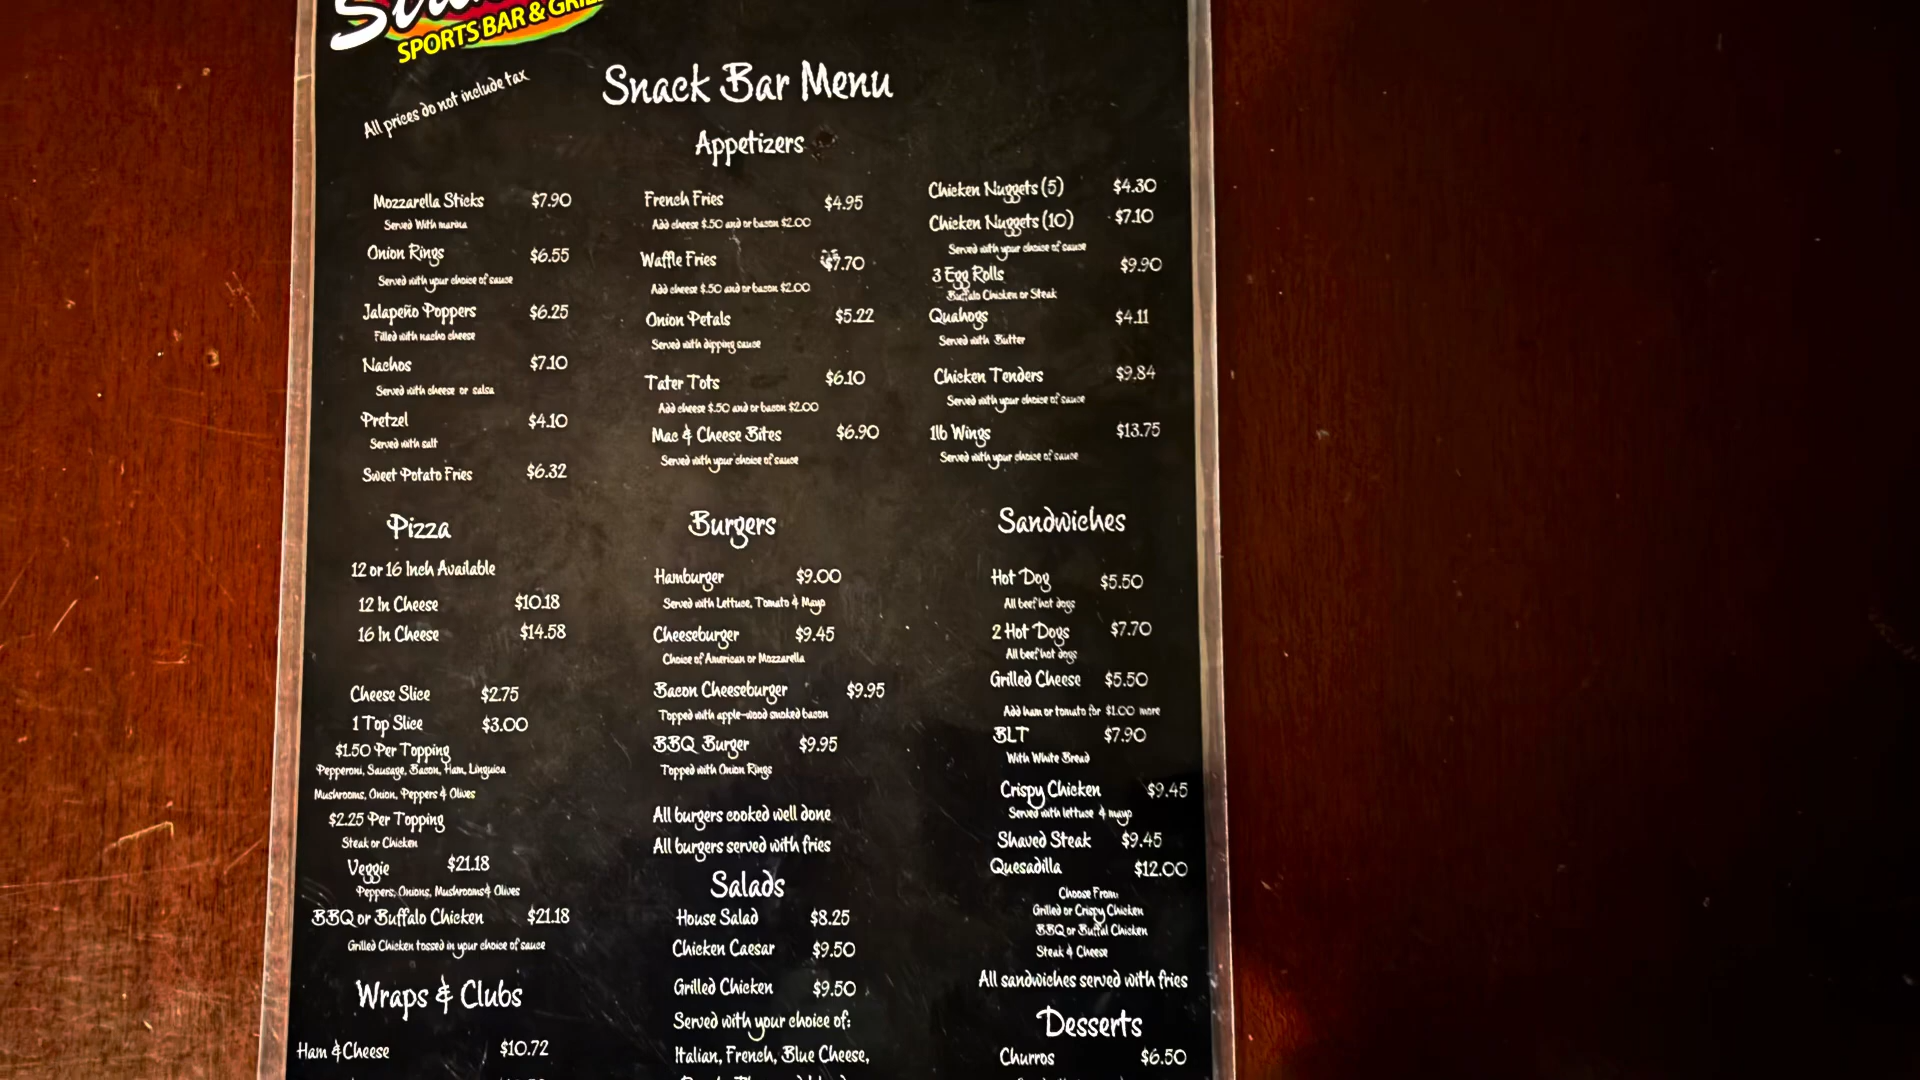 SPORTS BAR & GRILL
All prices do not include tax
Snack Bar Menu
Appetizers
Mozzarella Sticks $7.90
Served With marina
Onion Rings $6.55
Served with your choice of sauce
Jalapeño Poppers $6.25
Filled with nacho cheese
Nachos $7.10
Served with cheese or salsa
Pretzel $4.10
Served with salt
Sweet Potato Fries $6.32
French Fries $4.95
Add cheese $.50 and or bacon $2.00
Waffle Fries $7.70
Add cheese $.50 and or bacon $2.00
Onion Petals $5.22
Served with dipping sauce
Tater Tots $6.10
Add cheese $.50 and or bacon $2.00
Mac & Cheese Bites $6.90
Served with your choice of sauce
Chicken Nuggets (5) $4.30
Chicken Nuggets (10) $7.10
Served with your choice of sauce
3 Egg Rolls $9.90
Buffalo Chicken or Steak
Quahogs $4.11
Served with Butter
Chicken Tenders $9.84
Served with your choice of sauce
1lb Wings $13.75
Served with your choice of sauce
Pizza
12 or 16 Inch Available
12 In Cheese $10.18
16 In Cheese $14.58
Cheese Slice $2.75
1 Top Slice $3.00
$1.50 Per Topping
Pepperoni, Sausage, Bacon, Ham, Linguica
Mushrooms, Onion, Peppers & Olives
$2.25 Per Topping
Steak or Chicken
Veggie $21.18
Peppers, Onions, Mushrooms & Olives
BBQ or Buffalo Chicken $21.18
Grilled Chicken tossed in your choice of sauce
Wraps & Clubs
Ham & Cheese $10.72
Burgers
Hamburger $9.00
Served with Lettuce, Tomato & Mayo
Cheeseburger $9.45
Choice of American or Mozzarella
Bacon Cheeseburger $9.95
Topped with apple-wood smoked bacon
BBQ Burger $9.95
Topped with Onion Rings
All burgers cooked well done
All burgers served with fries
Salads
House Salad $8.25
Chicken Caesar $9.50
Grilled Chicken $9.50
Served with your choice of:
Italian, French, Blue Cheese,
Sandwiches
Hot Dog $5.50
All beef hot dogs
2 Hot Dogs $7.70
All beef hot dogs
Grilled Cheese $5.50
Add ham or tomato for $1.00 more
BLT $7.90
With White Bread
Crispy Chicken $9.45
Served with lettuce & mayo
Shaved Steak $9.45
Quesadilla $12.00
Choose From:
Grilled or Crispy Chicken
BBQ or Buffal Chicken
Steak & Cheese
All sandwiches served with fries
Desserts
Churros $6.50